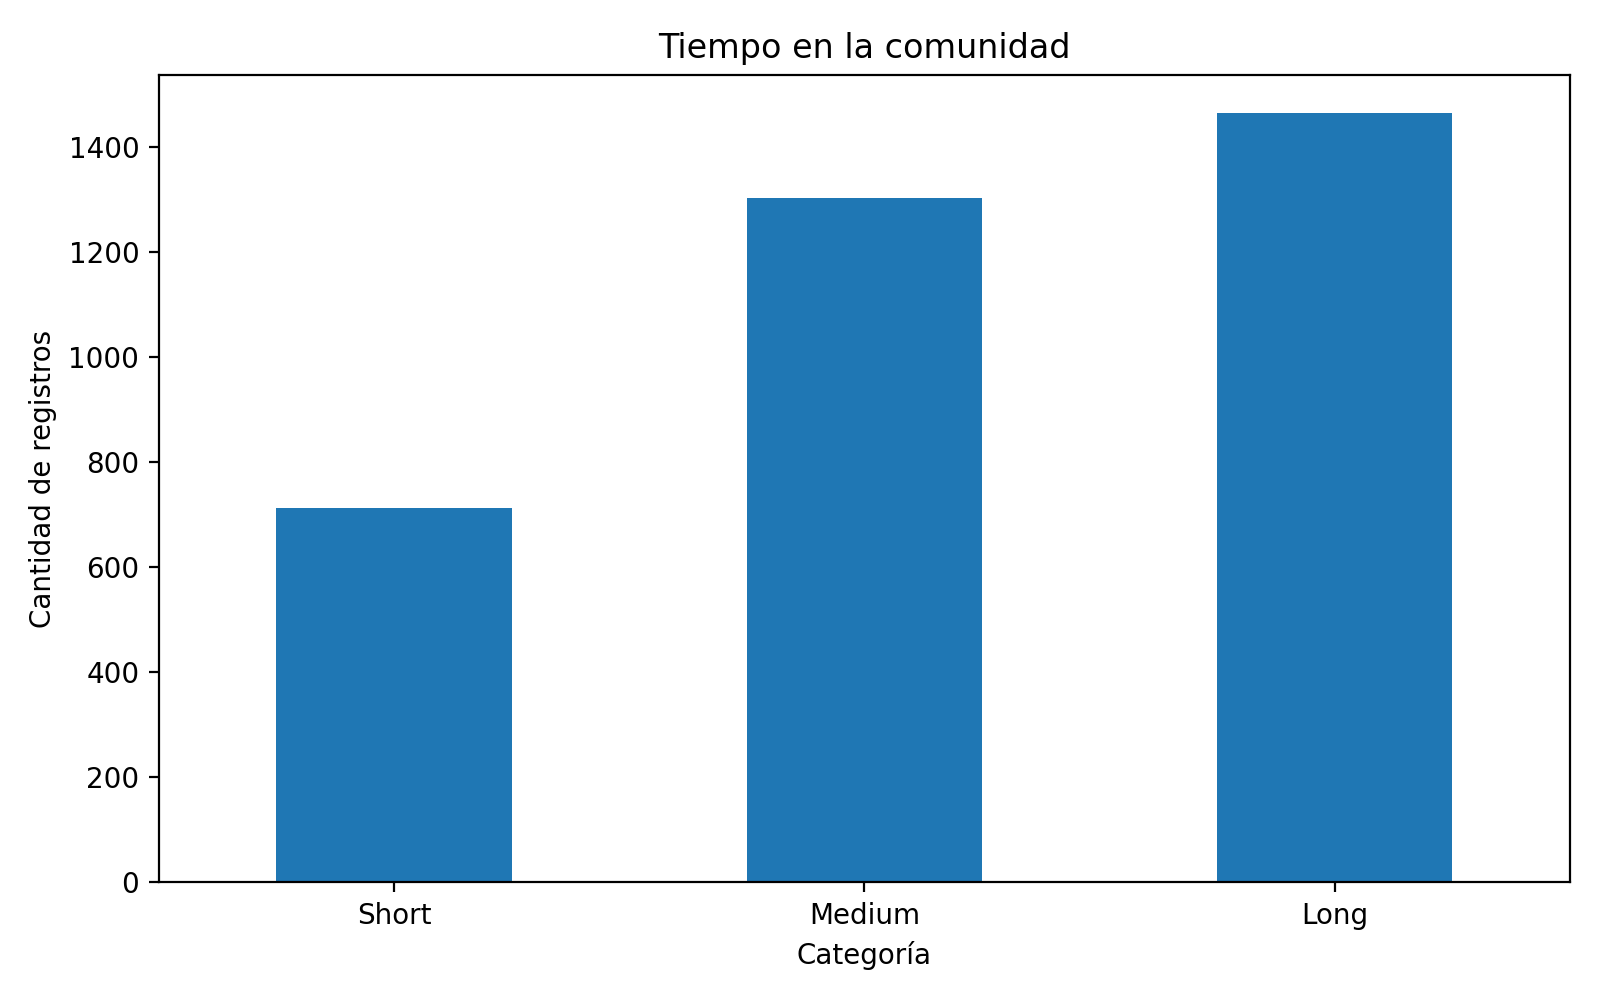 Tiempo en la comunidad
1400
1200
1000
800
600
400
200
0
Cantidad de registros
Short
Medium
Long
Categoría